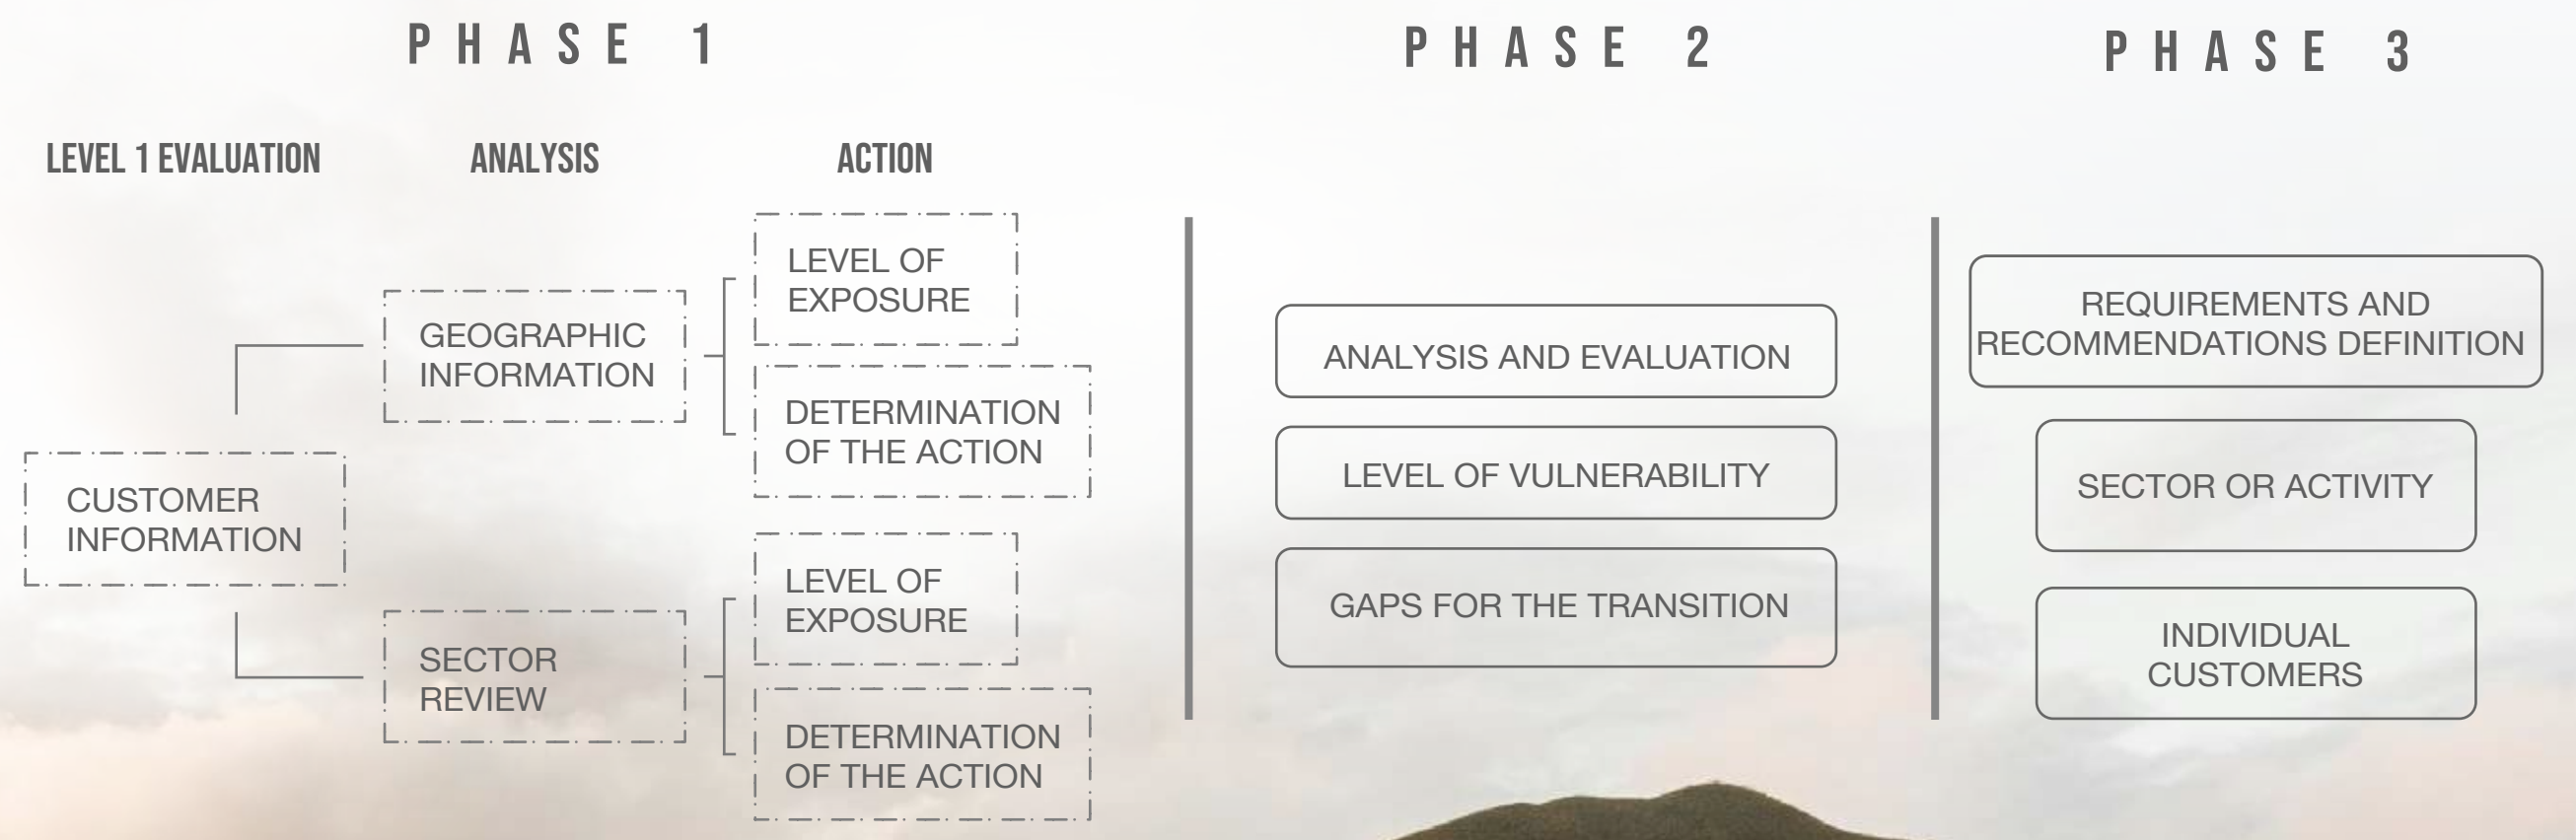 PHASE 1
LEVEL 1 EVALUATION
ANALYSIS
ACTION
CUSTOMER
INFORMATION
GEOGRAPHIC
INFORMATION
LEVEL OF
EXPOSURE
DETERMINATION
OF THE ACTION
SECTOR
REVIEW
LEVEL OF
EXPOSURE
DETERMINATION
OF THE ACTION
PHASE 2
ANALYSIS AND EVALUATION
LEVEL OF VULNERABILITY
GAPS FOR THE TRANSITION
PHASE 3
REQUIREMENTS AND
RECOMMENDATIONS DEFINITION
SECTOR OR ACTIVITY
INDIVIDUAL
CUSTOMERS